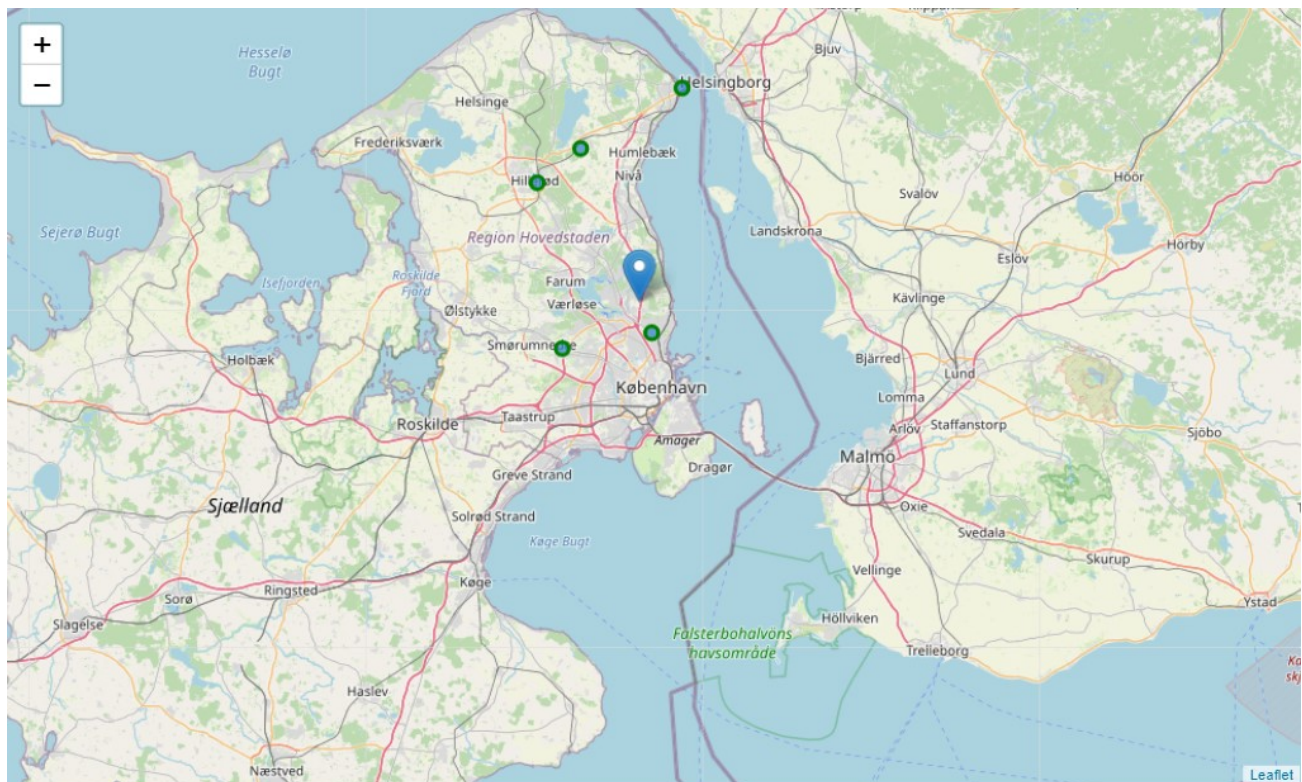 +
−
Hesselø
Bugt
Helsinge
Frederiksværk
Helsingborg
Bjuv
Humlebæk
Nivå
Svalöv
Höör
Landskrona
Hörby
Eslöv
Sejerø Bugt
Region Hovedstaden
Isefjorden
Roskilde
Fjord
Farum
Værløse
Ølstykke
Kävlinge
Holbæk
Bjärred
Lund
København
Lomma
Taastrup
Roskilde
Arlöv
Staffanstorp
Sjöbo
Amager
Malmö
Dragør
Greve Strand
Sjælland
Oxie
Solrød Strand
Svedala
Køge Bugt
Skurup
Køge
Vellinge
Ringsted
Sorø
Ystad
Slagelse
Höllviken
Falsterbohalvöns
havsområde
Trelleborg
Haslev
Næstved
Leaflet